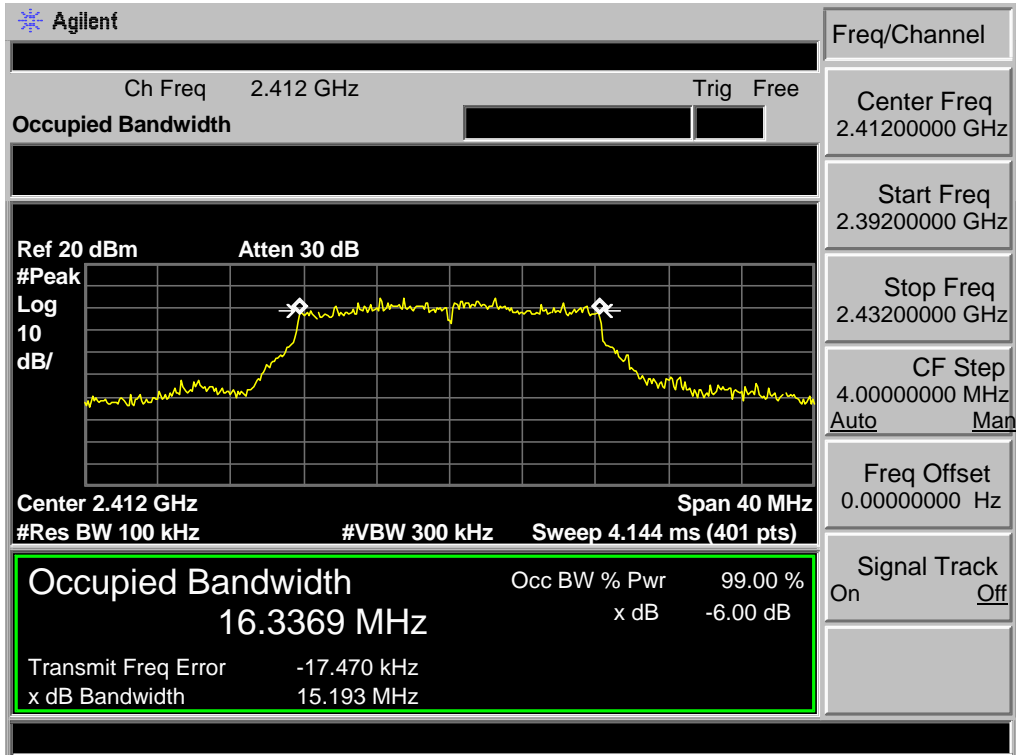 Agilent
Freq/Channel
Ch Freq 2.412 GHz Trig Free
Occupied Bandwidth
Center Freq
2.41200000 GHz
Start Freq
2.39200000 GHz
Stop Freq
2.43200000 GHz
CF Step
4.00000000 MHz
Auto Man
Freq Offset
0.00000000 Hz
Signal Track
On Off
Ref 20 dBm Atten 30 dB
#Peak
Log
10
dB/
Center 2.412 GHz Span 40 MHz
#Res BW 100 kHz #VBW 300 kHz Sweep 4.144 ms (401 pts)
Occupied Bandwidth Occ BW % Pwr 99.00 %
16.3369 MHz x dB -6.00 dB
Transmit Freq Error -17.470 kHz
x dB Bandwidth 15.193 MHz